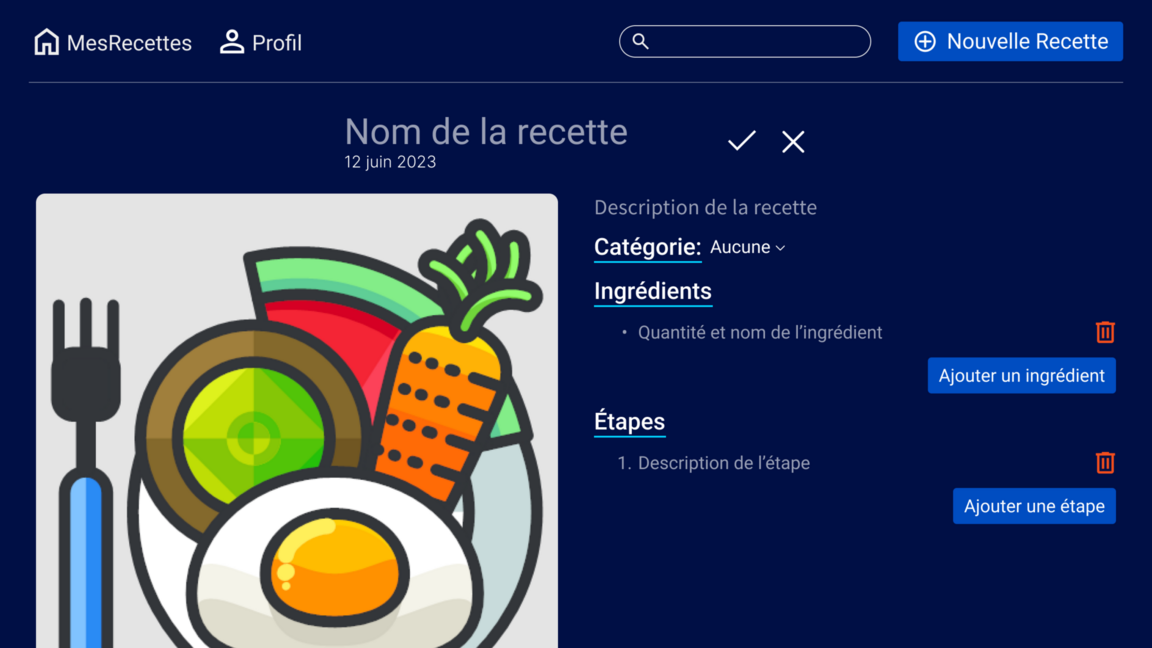 MesRecettes Profil Nouvelle Recette
Nom de la recette
12 juin 2023
Description de la recette
Catégorie: Aucune
Ingrédients
• Quantité et nom de l’ingrédient
Ajouter un ingrédient
Étapes
1. Description de l’étape
Ajouter une étape